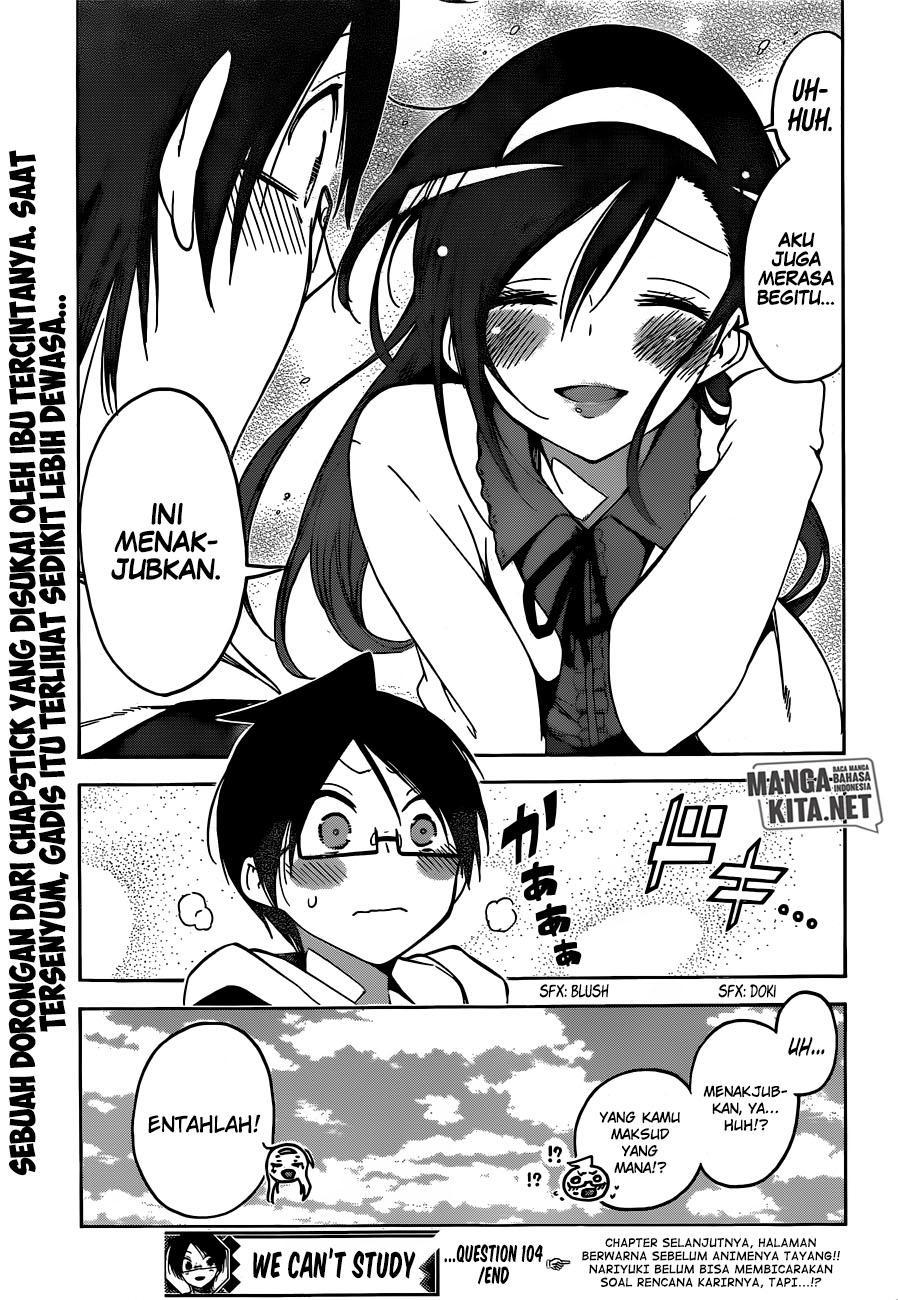 UH-
HUH.
AKU
JUGA
MERASA
BEGITU...
INI
MENAK-
JUBKAN.
SEBUAH DORONGAN DARI CHAPSTICK YANG DISUKAI OLEH IBU TERCINTANYA. SAAT
TERSENYUM, GADIS ITU TERLIHAT SEDIKIT LEBIH DEWASA...
MANGA
BACA MANGA
BAHASA
INDONESIA
KITA.NET
ドキ...
かぁぁぁ
SFX: BLUSH
SFX: DOKI
UH...
MENAKJUB-
KAN, YA...
HUH!?
YANG KAMU
MAKSUD
YANG
MANA!?
!?
!?
ENTAHLAH!
WE CAN'T STUDY
...QUESTION 104
/END
CHAPTER SELANJUTNYA, HALAMAN
BERWARNA SEBELUM ANIMENYA TAYANG!!
NARIYUKI BELUM BISA MEMBICARAKAN
SOAL RENCANA KARIRNYA, TAPI...!?